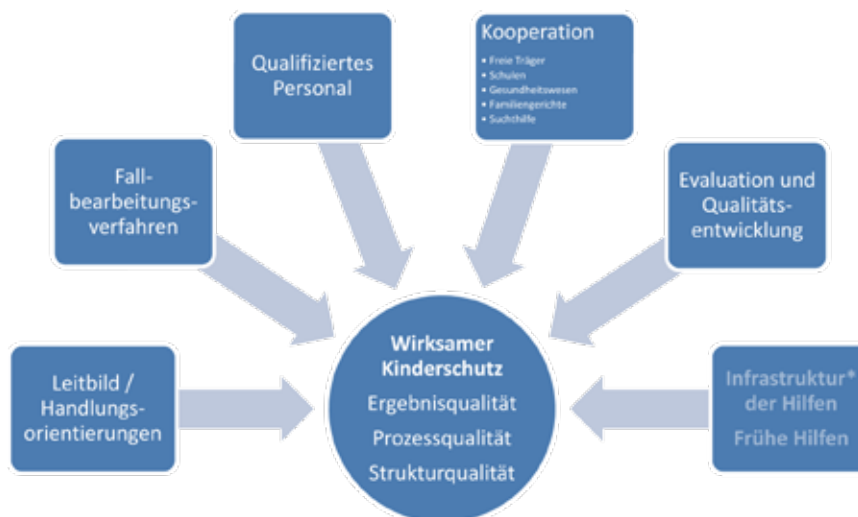 Kooperation
• Freie Träger
• Schulen
• Gesundheitswesen
• Familiengerichte
• Suchthilfe
Qualifiziertes
Personal
Fall-
bearbeitungs-
verfahren
Evaluation und
Qualitäts-
entwicklung
Leitbild /
Handlungs-
orientierungen
Wirksamer
Kinderschutz
Ergebnisqualität
Prozessqualität
Strukturqualität
Infrastruktur*
der Hilfen
Frühe Hilfen